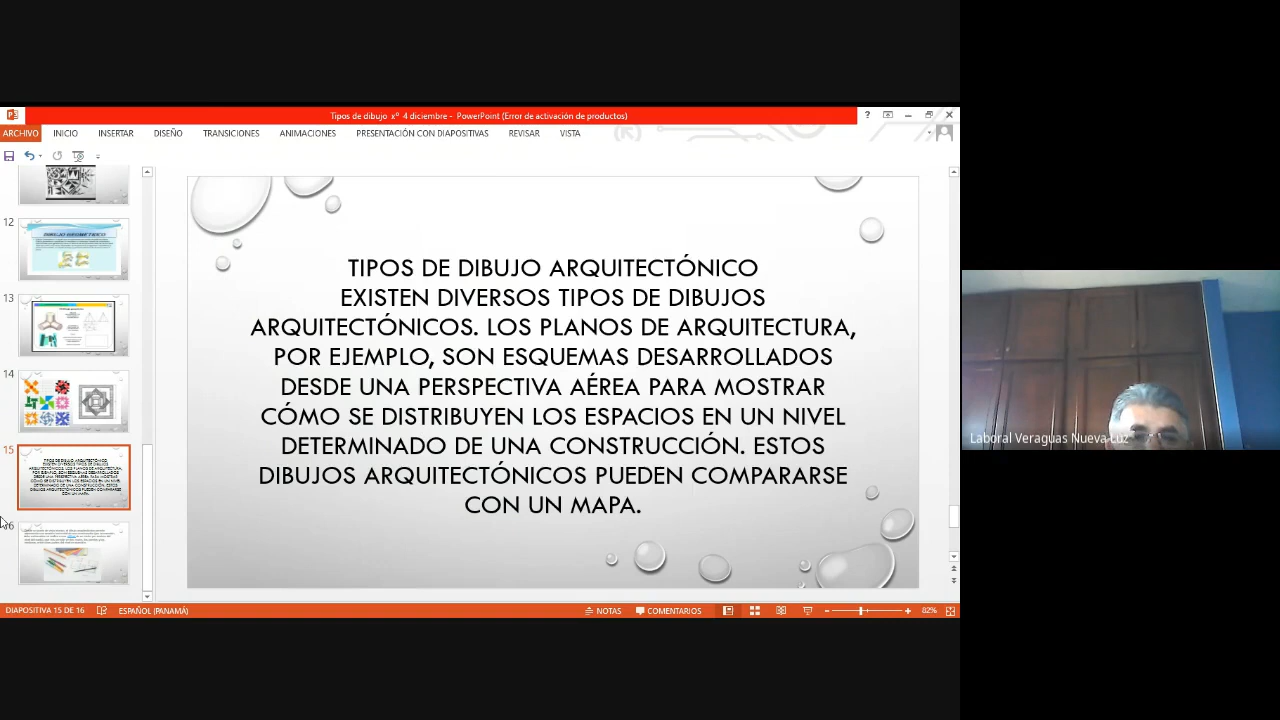 Tipos de dibujo xº 4 diciembre - PowerPoint (Error de activación de productos)
ARCHIVO INICIO INSERTAR DISEÑO TRANSICIONES ANIMACIONES PRESENTACIÓN CON DIAPOSITIVAS REVISAR VISTA
12
DIBUJO GEOMÉTRICO
13
14
15
16
TIPOS DE DIBUJO ARQUITECTÓNICO
EXISTEN DIVERSOS TIPOS DE DIBUJOS
ARQUITECTÓNICOS. LOS PLANOS DE ARQUITECTURA,
POR EJEMPLO, SON ESQUEMAS DESARROLLADOS
DESDE UNA PERSPECTIVA AÉREA PARA MOSTRAR
CÓMO SE DISTRIBUYEN LOS ESPACIOS EN UN NIVEL
DETERMINADO DE UNA CONSTRUCCIÓN. ESTOS
DIBUJOS ARQUITECTÓNICOS PUEDEN COMPARARSE
CON UN MAPA.
Laboral Veraguas Nueva Luz
DIAPOSITIVA 15 DE 16 ESPAÑOL (PANAMÁ) NOTAS COMENTARIOS 82%